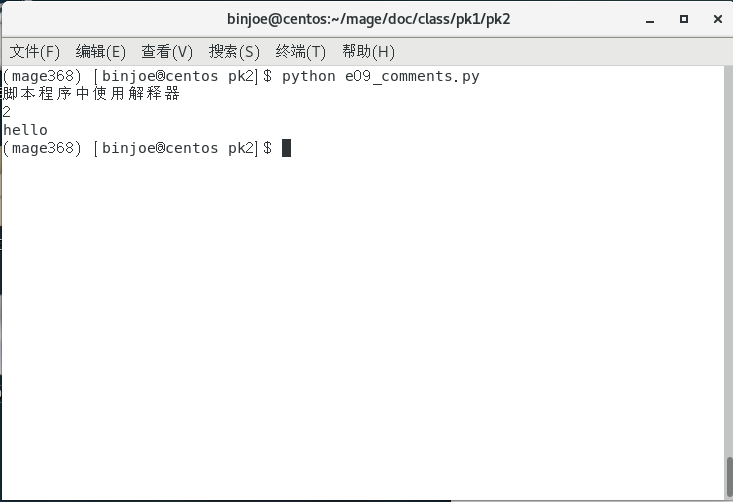 binjoe@centos:~/mage/doc/class/pk1/pk2
文件(F) 编辑(E) 查看(V) 搜索(S) 终端(T) 帮助(H)
(mage368) [binjoe@centos pk2]$ python e09_comments.py
脚本程序中使用解释器
2
hello
(mage368) [binjoe@centos pk2]$